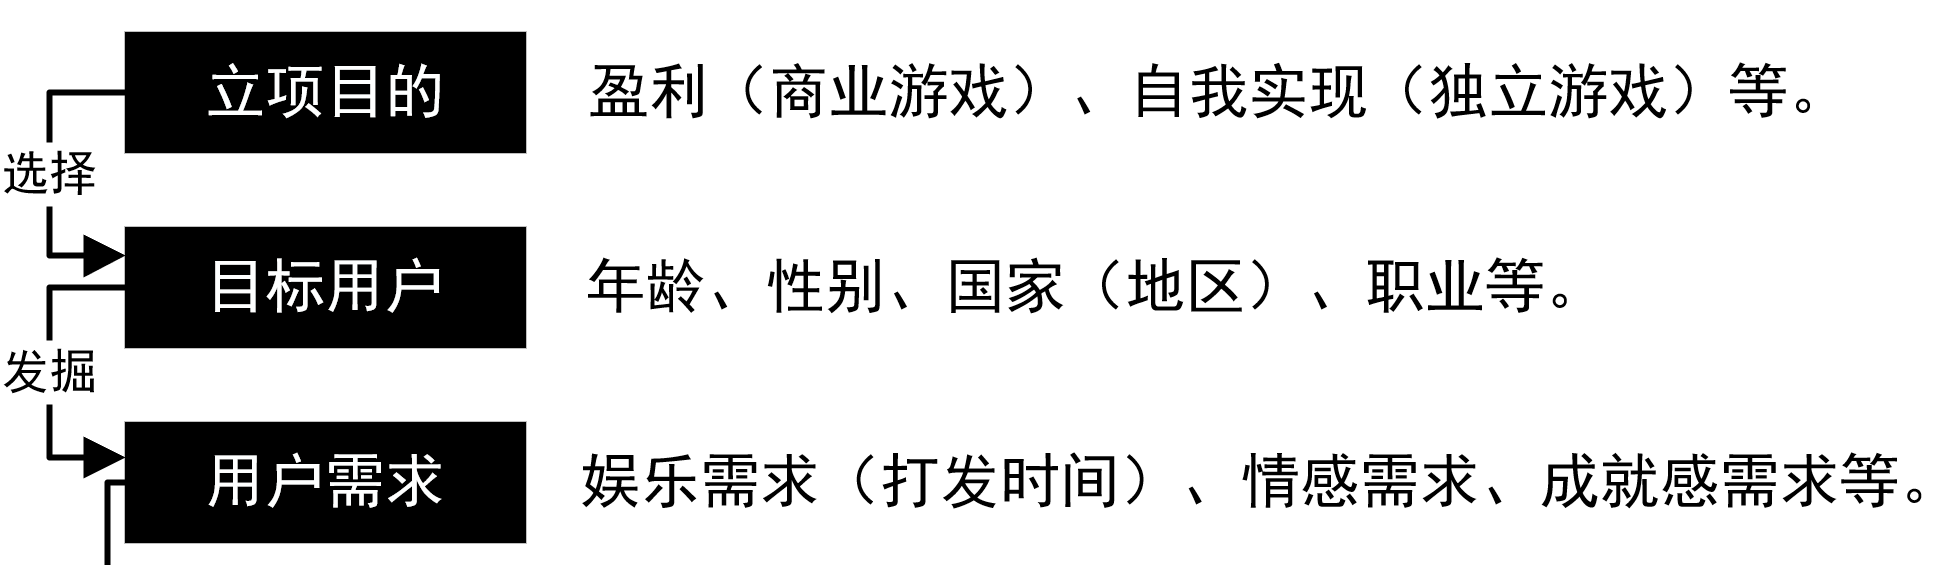 立项目的 盈利（商业游戏）、自我实现（独立游戏）等。
选择
目标用户 年龄、性别、国家（地区）、职业等。
发掘
用户需求 娱乐需求（打发时间）、情感需求、成就感需求等。